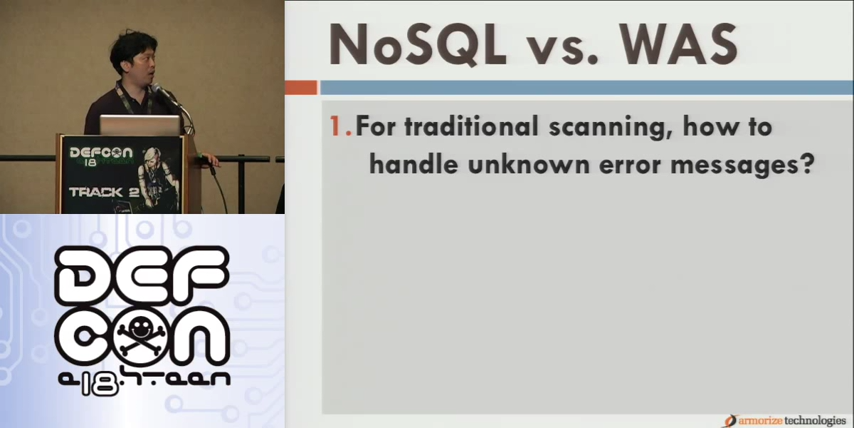 NoSQL vs. WAS
1. For traditional scanning, how to
handle unknown error messages?
DEFCON
18
TRACK 2
DEF
CON
armorize technologies